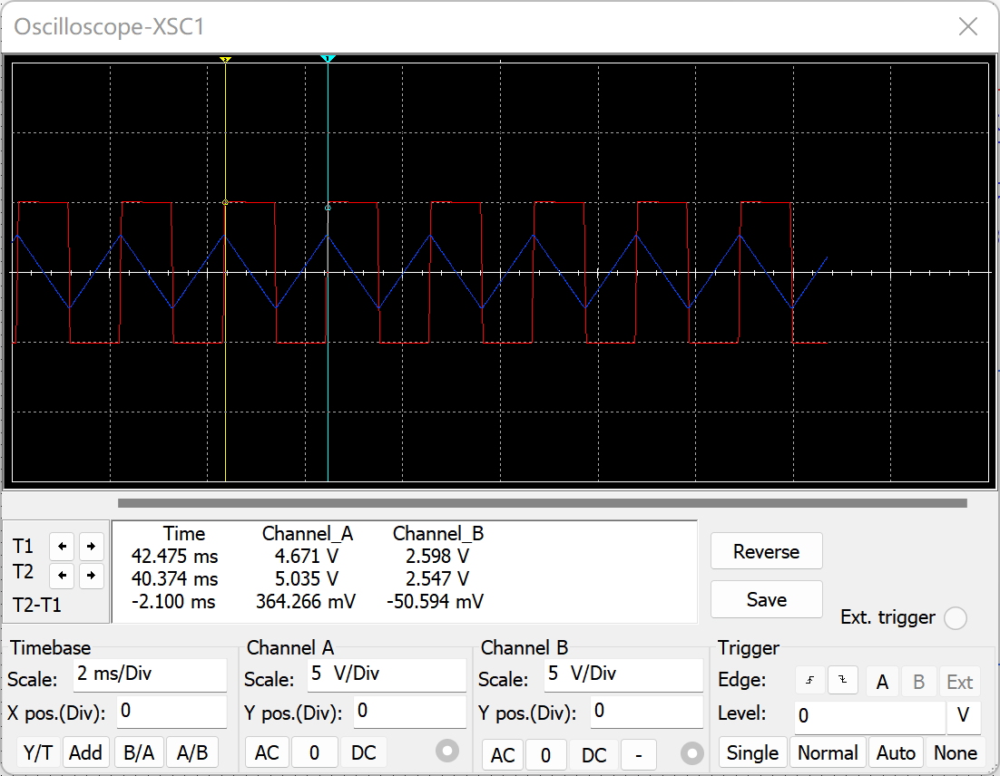 Oscilloscope-XSC1
Time Channel_A Channel_B
T1 42.475 ms 4.671 V 2.598 V
T2 40.374 ms 5.035 V 2.547 V
T2-T1 -2.100 ms 364.266 mV -50.594 mV
Reverse
Save
Ext. trigger
Timebase
Scale: 2 ms/Div
X pos.(Div): 0
Y/T Add B/A A/B
Channel A
Scale: 5 V/Div
Y pos.(Div): 0
AC 0 DC
Channel B
Scale: 5 V/Div
Y pos.(Div): 0
AC 0 DC -
Trigger
Edge: A B Ext
Level: 0 V
Single Normal Auto None